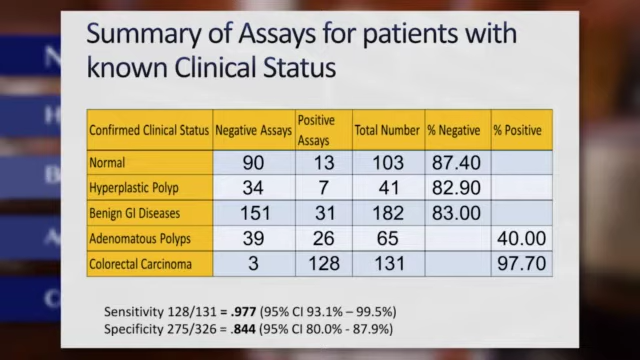 Summary of Assays for patients with
known Clinical Status
Confirmed Clinical Status Negative Assays Positive Assays Total Number % Negative % Positive
Normal 90 13 103 87.40
Hyperplastic Polyp 34 7 41 82.90
Benign GI Diseases 151 31 182 83.00
Adenomatous Polyps 39 26 65 40.00
Colorectal Carcinoma 3 128 131 97.70
Sensitivity 128/131 = .977 (95% CI 93.1% – 99.5%)
Specificity 275/326 = .844 (95% CI 80.0% - 87.9%)
N
H
B
A
C